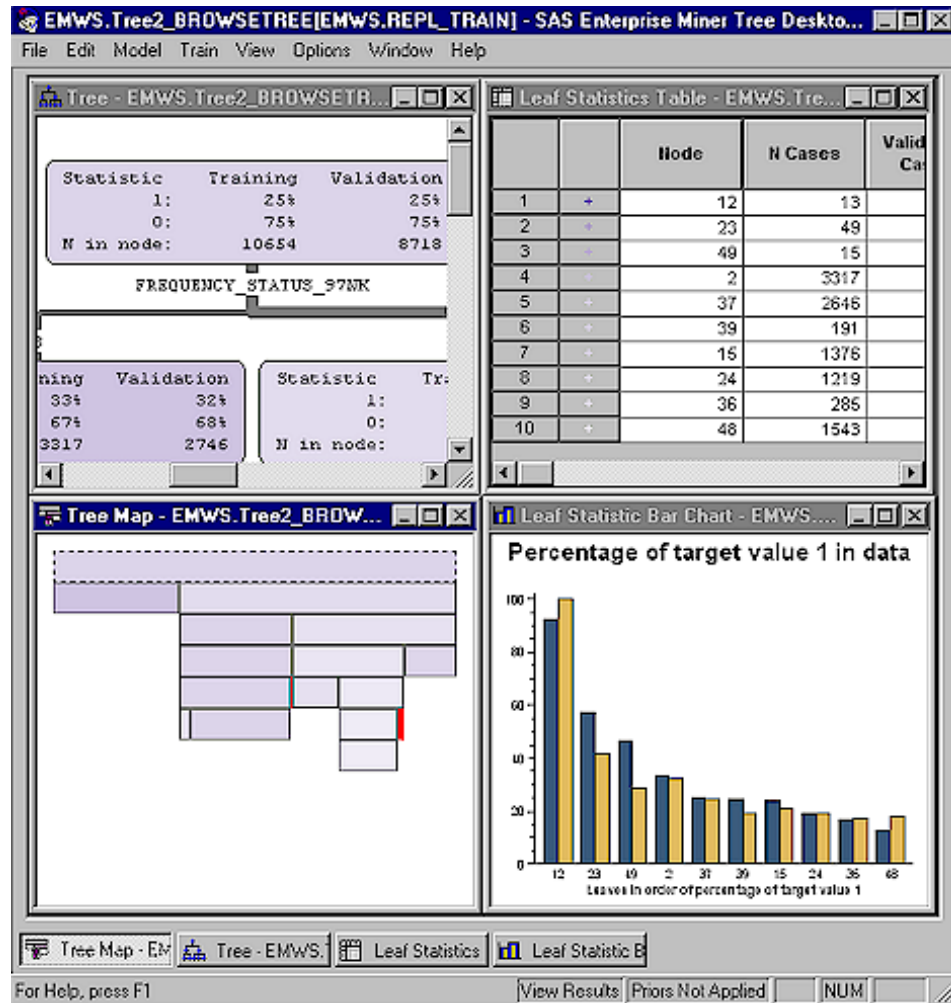 EMWS.Tree2_BROWSETREE[EMWS.REPL_TRAIN] - SAS Enterprise Miner Tree Deskto...
File Edit Model Train View Options Window Help
Tree - EMWS.Tree2_BROWSETR...
Statistic Training Validation
1: 25% 25%
0: 75% 75%
N in node: 10654 8718
FREQUENCY_STATUS_97NK
ning Validation
33% 32%
67% 68%
3317 2746
Statistic Tr
1:
0:
N in node:
Leaf Statistics Table - EMWS.Tre...
Node N Cases Valid
Ca
1 + 12 13
2 + 23 49
3 + 49 15
4 + 2 3317
5 + 37 2646
6 + 39 191
7 + 15 1376
8 + 24 1219
9 + 36 285
10 + 48 1543
Tree Map - EMWS.Tree2_BROW...
Leaf Statistic Bar Chart - EMWS....
Percentage of target value 1 in data
100
80
60
40
20
0
12 23 49 2 37 39 15 24 36 48
Leaves in order of percentage of target value 1
Tree Map - EM Tree - EMWS. Leaf Statistics Leaf Statistic B
For Help, press F1 View Results Priors Not Applied NUM